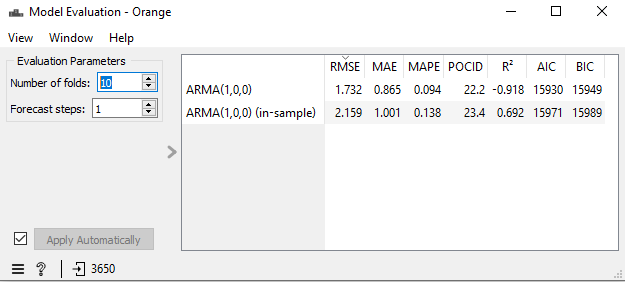 Model Evaluation - Orange
View Window Help
Evaluation Parameters
Number of folds: 10
Forecast steps: 1
RMSE MAE MAPE POCID R² AIC BIC
ARMA(1,0,0) 1.732 0.865 0.094 22.2 -0.918 15930 15949
ARMA(1,0,0) (in-sample) 2.159 1.001 0.138 23.4 0.692 15971 15989
Apply Automatically
? 3650